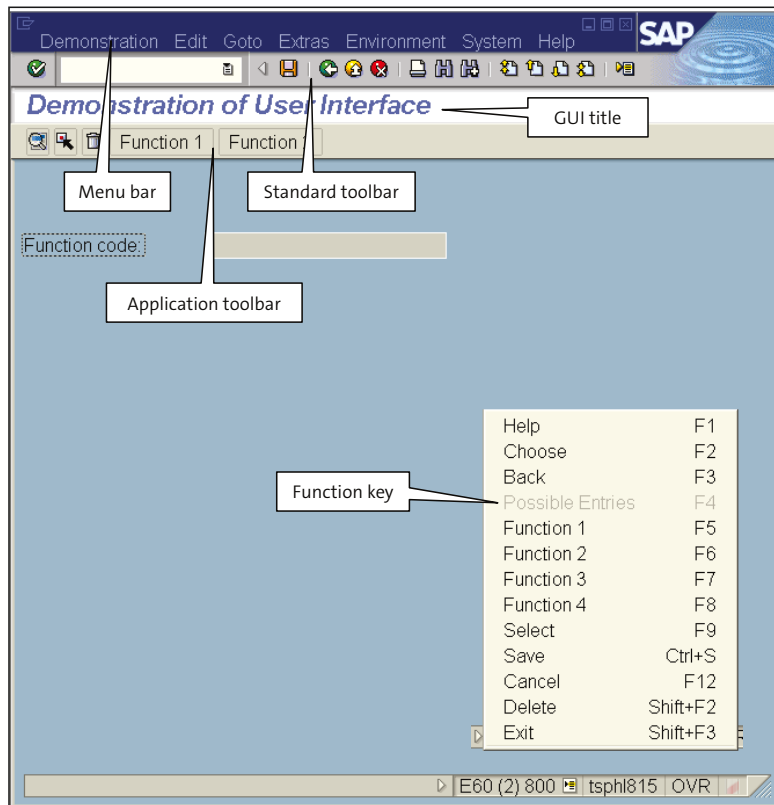 Demonstration Edit Goto Extras Environment System Help
SAP
Demonstration of User Interface
GUI title
Function 1 Function
Menu bar
Standard toolbar
Function code:
Application toolbar
Help F1
Choose F2
Back F3
Function key
Possible Entries F4
Function 1 F5
Function 2 F6
Function 3 F7
Function 4 F8
Select F9
Save Ctrl+S
Cancel F12
Delete Shift+F2
Exit Shift+F3
E60 (2) 800 tsphl815 OVR